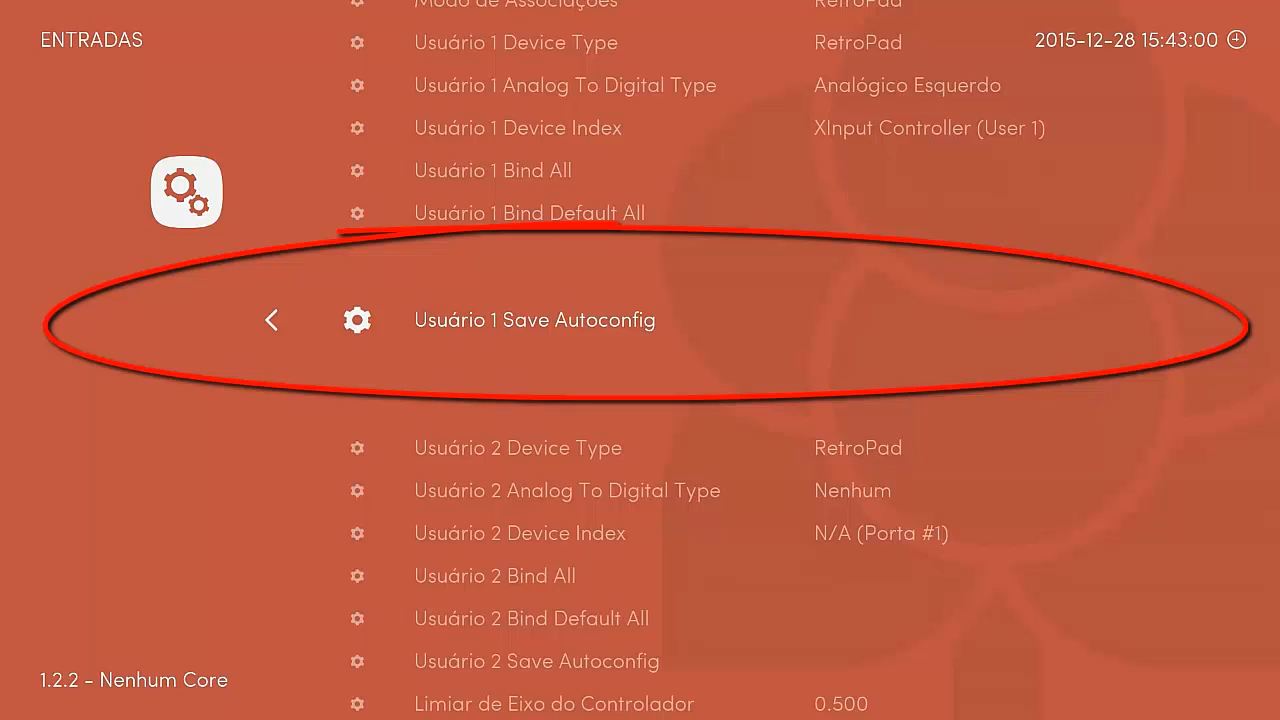 Modo de Associações RetroPad
ENTRADAS
Usuário 1 Device Type RetroPad
2015-12-28 15:43:00
Usuário 1 Analog To Digital Type Analógico Esquerdo
Usuário 1 Device Index XInput Controller (User 1)
Usuário 1 Bind All
Usuário 1 Bind Default All
Usuário 1 Save Autoconfig
Usuário 2 Device Type RetroPad
Usuário 2 Analog To Digital Type Nenhum
Usuário 2 Device Index N/A (Porta #1)
Usuário 2 Bind All
Usuário 2 Bind Default All
Usuário 2 Save Autoconfig
1.2.2 - Nenhum Core
Limiar de Eixo do Controlador 0.500